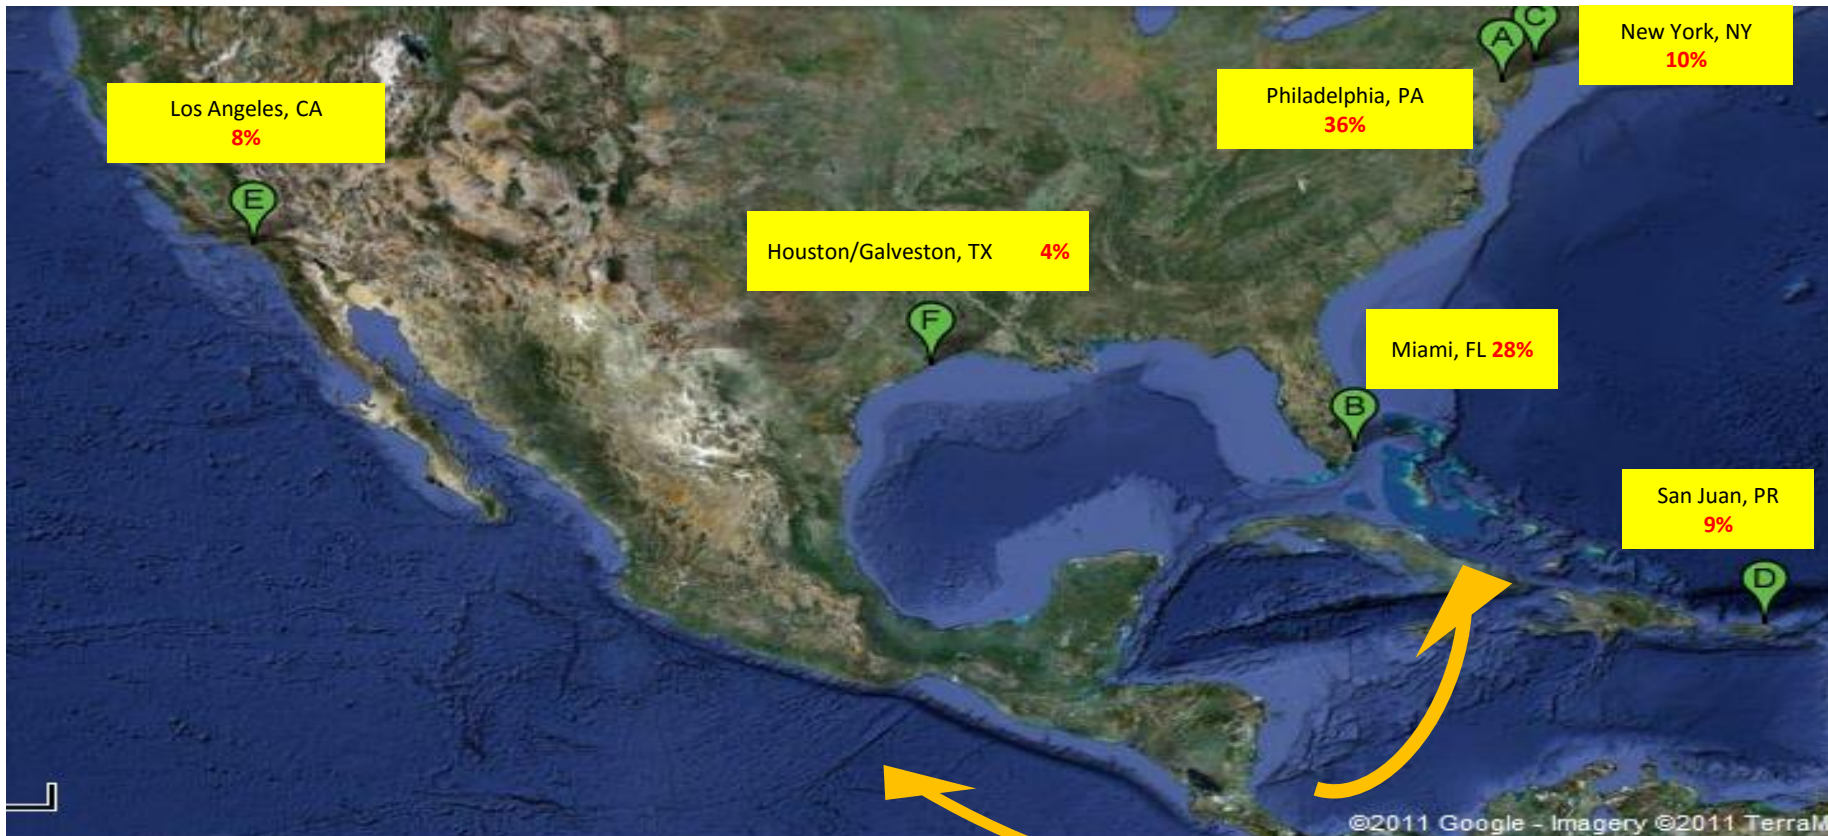 New York, NY
10%
Philadelphia, PA
36%
Los Angeles, CA
8%
Houston/Galveston, TX 4%
Miami, FL 28%
San Juan, PR
9%
A
C
E
F
B
D
©2011 Google - Imagery ©2011 TerraM